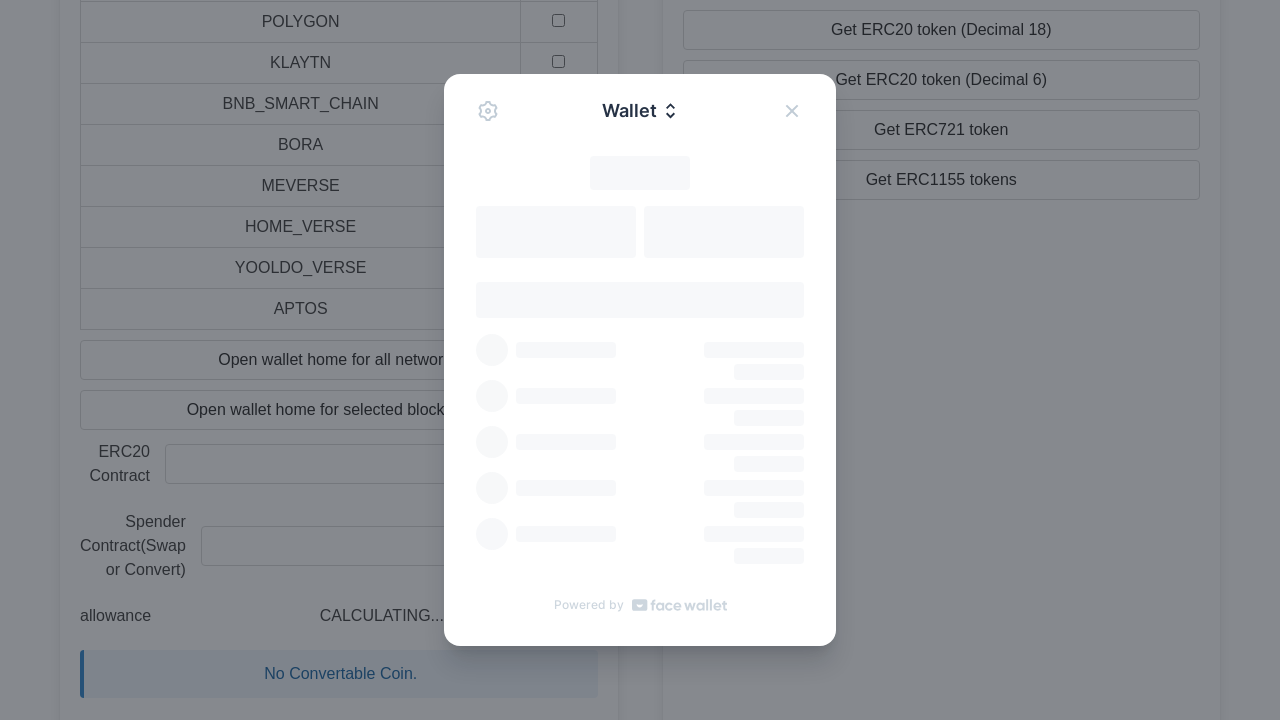 POLYGON
KLAYTN
BNB_SMART_CHAIN
BORA
MEVERSE
HOME_VERSE
YOOLDO_VERSE
APTOS
Open wallet home for all networ
Open wallet home for selected block
ERC20
Contract
Spender
Contract(Swap
or Convert)
allowance
CALCULATING...
No Convertable Coin.
Wallet
Powered by face wallet
Get ERC20 token (Decimal 18)
Get ERC20 token (Decimal 6)
Get ERC721 token
Get ERC1155 tokens